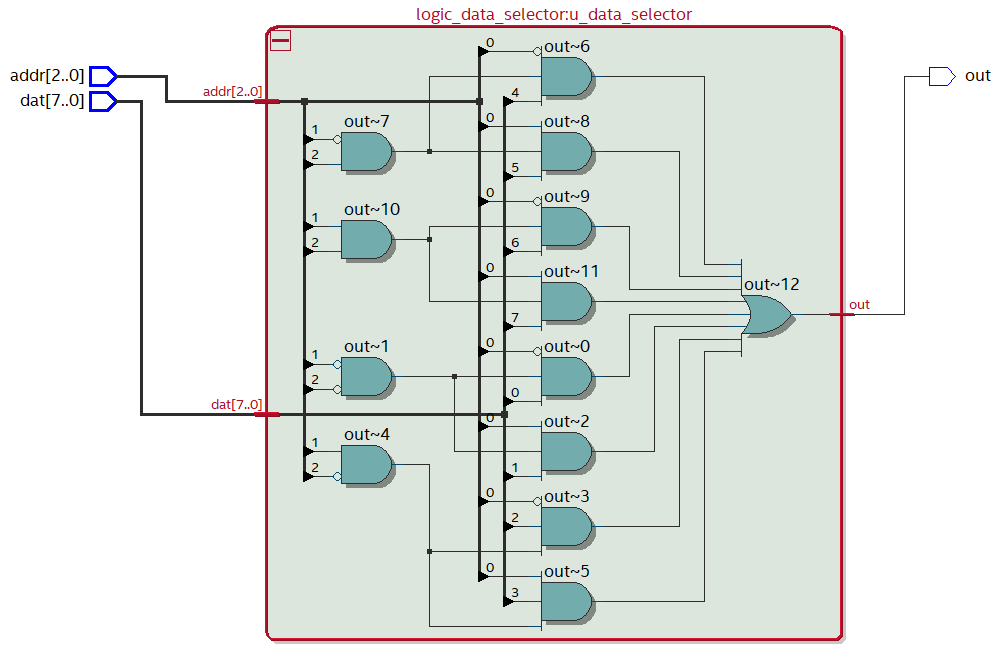 logic_data_selector:u_data_selector
addr[2..0]
dat[7..0]
addr[2..0]
dat[7..0]
1
2
out~7
1
2
out~10
1
2
out~1
1
2
out~4
0
4
out~6
0
5
out~8
0
6
out~9
0
7
out~11
0
0
out~0
0
1
out~2
0
2
out~3
0
3
out~5
out~12
out
out